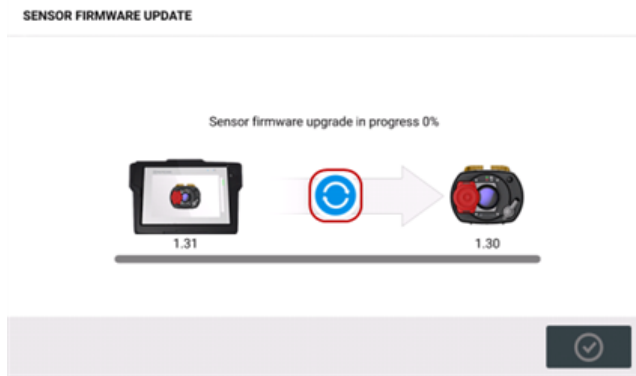 SENSOR FIRMWARE UPDATE
Sensor firmware upgrade in progress 0%
1.31
1.30